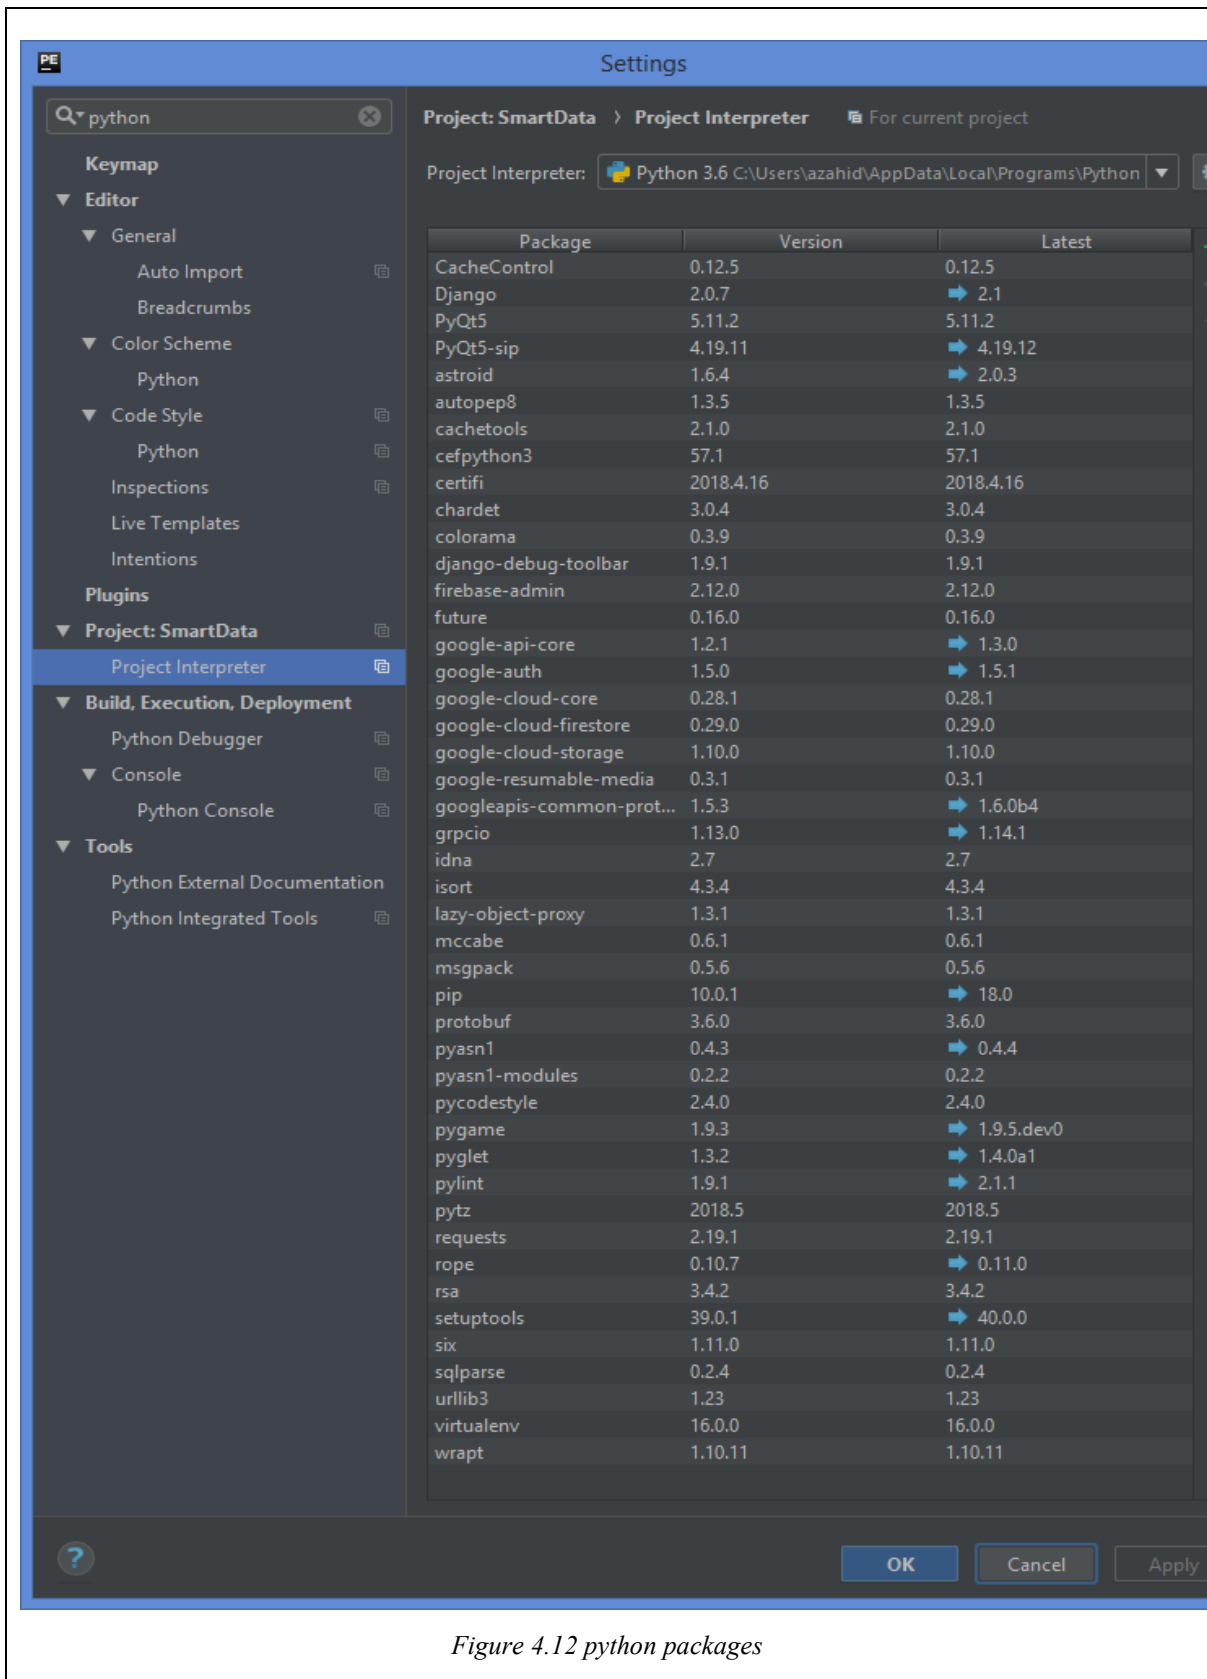 PE
Settings
python
Keymap
Editor
General
Auto Import
Breadcrumbs
Color Scheme
Python
Code Style
Python
Inspections
Live Templates
Intentions
Plugins
Project: SmartData
Project Interpreter
Build, Execution, Deployment
Python Debugger
Console
Python Console
Tools
Python External Documentation
Python Integrated Tools
Project: SmartData › Project Interpreter For current project
Project Interpreter: Python 3.6 C:\Users\azahid\AppData\Local\Programs\Python
Package Version Latest
CacheControl 0.12.5 0.12.5
Django 2.0.7 2.1
PyQt5 5.11.2 5.11.2
PyQt5-sip 4.19.11 4.19.12
astroid 1.6.4 2.0.3
autopep8 1.3.5 1.3.5
cachetools 2.1.0 2.1.0
cefpython3 57.1 57.1
certifi 2018.4.16 2018.4.16
chardet 3.0.4 3.0.4
colorama 0.3.9 0.3.9
django-debug-toolbar 1.9.1 1.9.1
firebase-admin 2.12.0 2.12.0
future 0.16.0 0.16.0
google-api-core 1.2.1 1.3.0
google-auth 1.5.0 1.5.1
google-cloud-core 0.28.1 0.28.1
google-cloud-firestore 0.29.0 0.29.0
google-cloud-storage 1.10.0 1.10.0
google-resumable-media 0.3.1 0.3.1
googleapis-common-prot... 1.5.3 1.6.0b4
grpcio 1.13.0 1.14.1
idna 2.7 2.7
isort 4.3.4 4.3.4
lazy-object-proxy 1.3.1 1.3.1
mccabe 0.6.1 0.6.1
msgpack 0.5.6 0.5.6
pip 10.0.1 18.0
protobuf 3.6.0 3.6.0
pyasn1 0.4.3 0.4.4
pyasn1-modules 0.2.2 0.2.2
pycodestyle 2.4.0 2.4.0
pygame 1.9.3 1.9.5.dev0
pyglet 1.3.2 1.4.0a1
pylint 1.9.1 2.1.1
pytz 2018.5 2018.5
requests 2.19.1 2.19.1
rope 0.10.7 0.11.0
rsa 3.4.2 3.4.2
setuptools 39.0.1 40.0.0
six 1.11.0 1.11.0
sqlparse 0.2.4 0.2.4
urllib3 1.23 1.23
virtualenv 16.0.0 16.0.0
wrapt 1.10.11 1.10.11
?
OK Cancel Apply
Figure 4.12 python packages